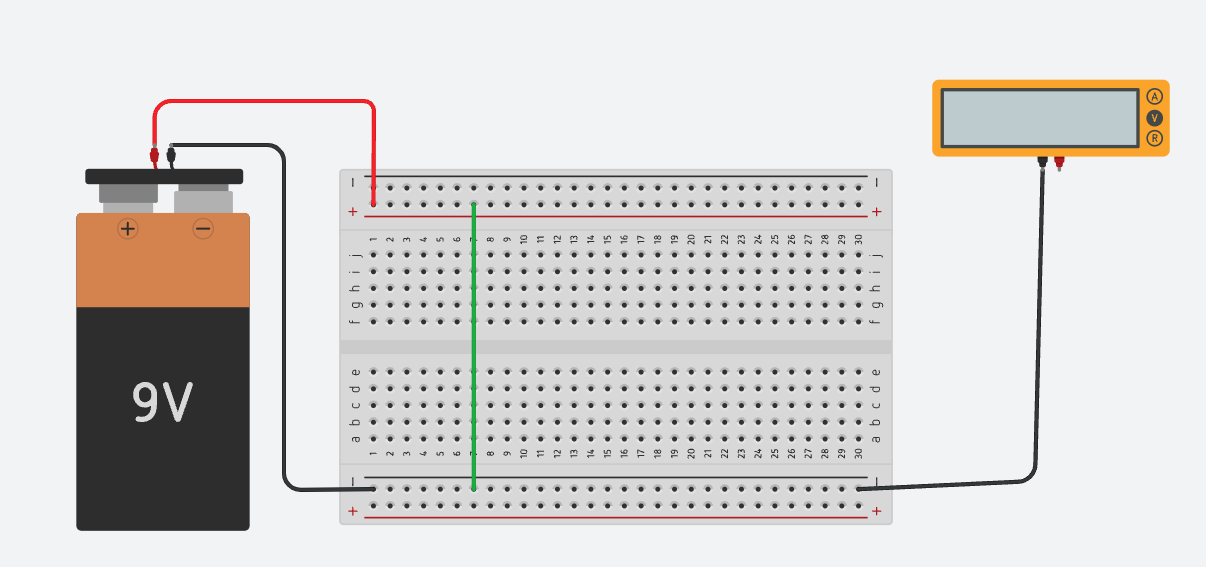 A
V
R
− −
+ +
+ −
1 2 3 4 5 6 7 8 9 10 11 12 13 14 15 16 17 18 19 20 21 22 23 24 25 26 27 28 29 30
j j
i i
h h
g g
f f
e e
d d
9V
c c
b b
a a
1 2 3 4 5 6 7 8 9 10 11 12 13 14 15 16 17 18 19 20 21 22 23 24 25 26 27 28 29 30
− −
+ +